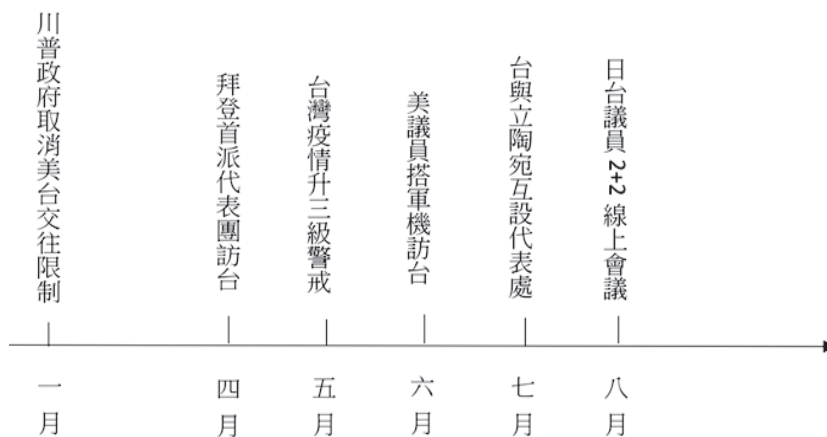 川普政府取消美台交往限制
拜登首派代表團訪台
台灣疫情升三級警戒
美議員搭軍機訪台
台與立陶宛互設代表處
日台議員 2+2 線上會議
一月
四月
五月
六月
七月
八月